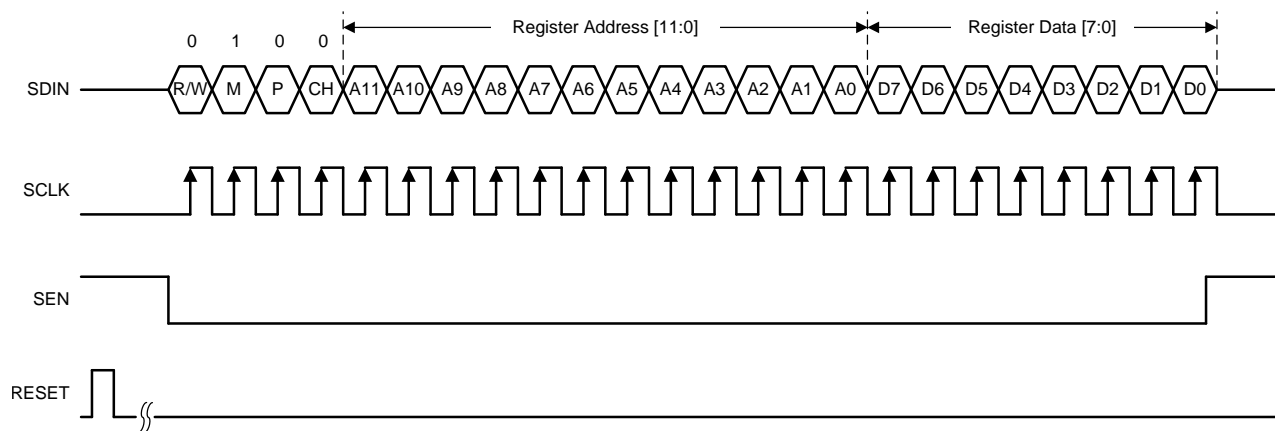 Register Address [11:0] Register Data [7:0]
0 1 0 0
SDIN R/W M P CH A11 A10 A9 A8 A7 A6 A5 A4 A3 A2 A1 A0 D7 D6 D5 D4 D3 D2 D1 D0
SCLK
SEN
RESET